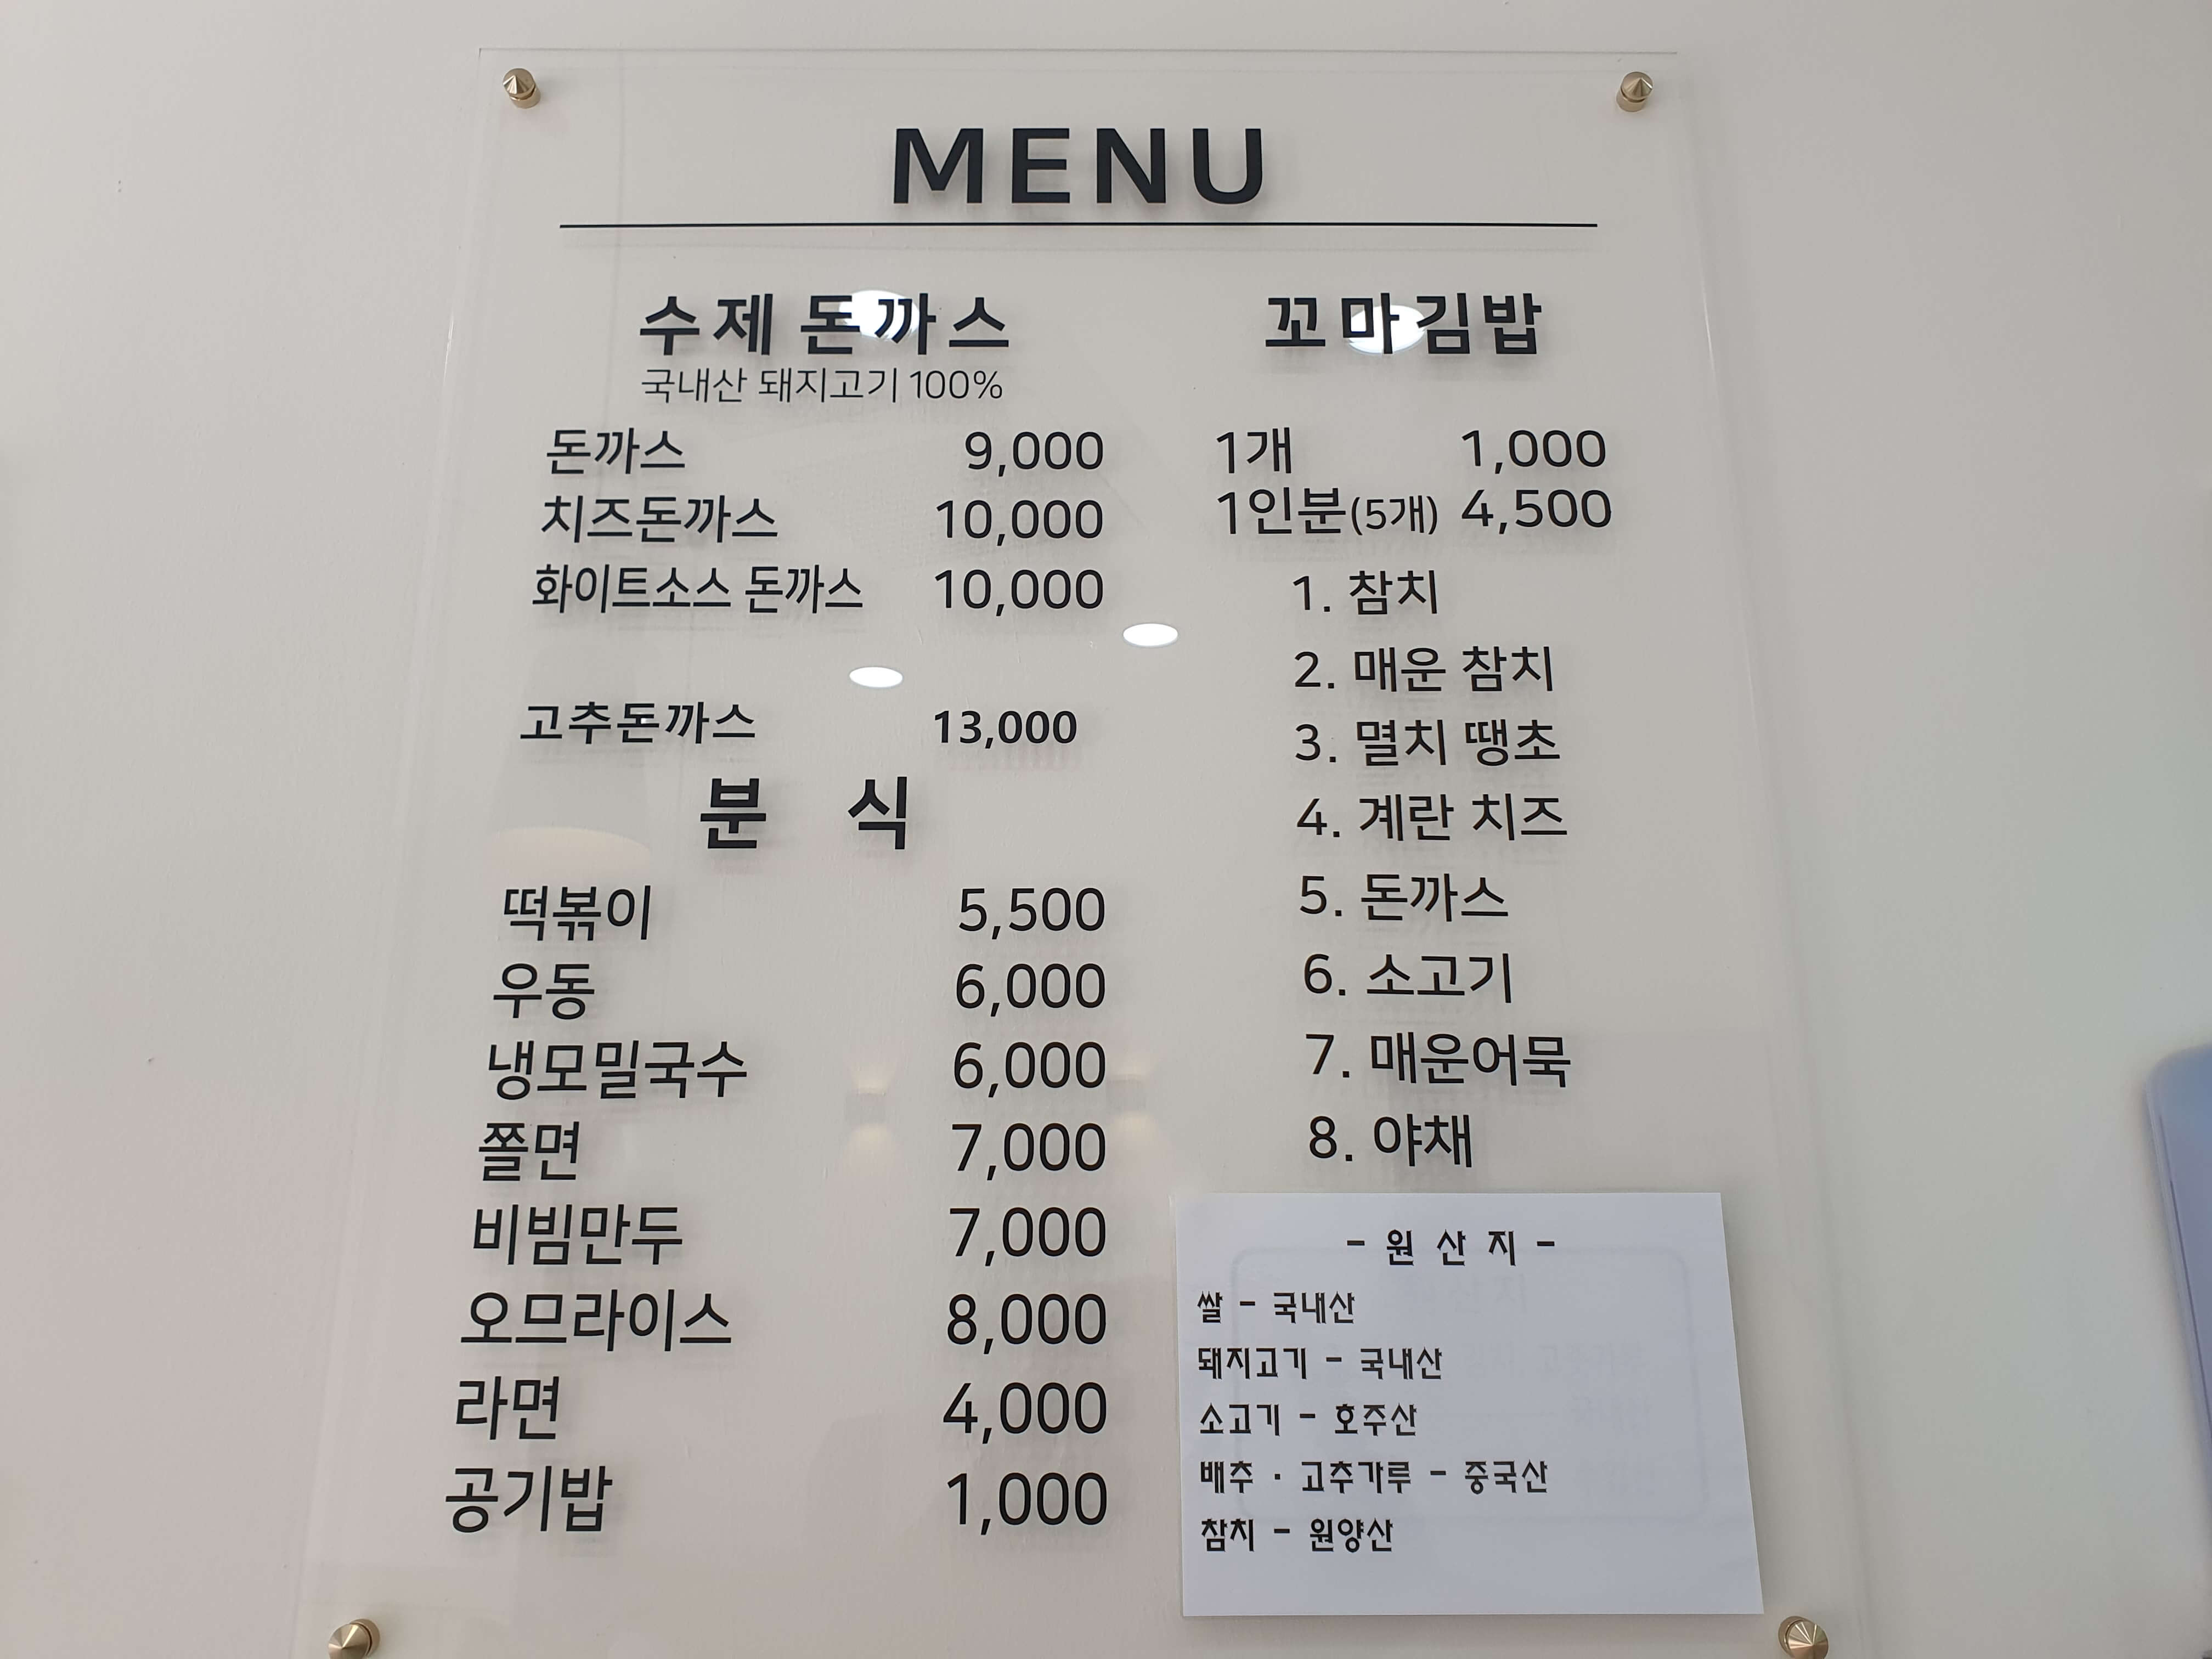 MENU
수제 돈까스
국내산 돼지고기 100%
돈까스 9,000
치즈돈까스 10,000
화이트소스 돈까스 10,000
고추돈까스 13,000
분 식
떡볶이 5,500
우동 6,000
냉모밀국수 6,000
쫄면 7,000
비빔만두 7,000
오므라이스 8,000
라면 4,000
공기밥 1,000
꼬마김밥
1개 1,000
1인분(5개) 4,500
1. 참치
2. 매운 참치
3. 멸치 땡초
4. 계란 치즈
5. 돈까스
6. 소고기
7. 매운어묵
8. 야채
- 원 산 지 -
쌀 - 국내산
돼지고기 - 국내산
소고기 - 호주산
배추 · 고추가루 - 중국산
참치 - 원양산